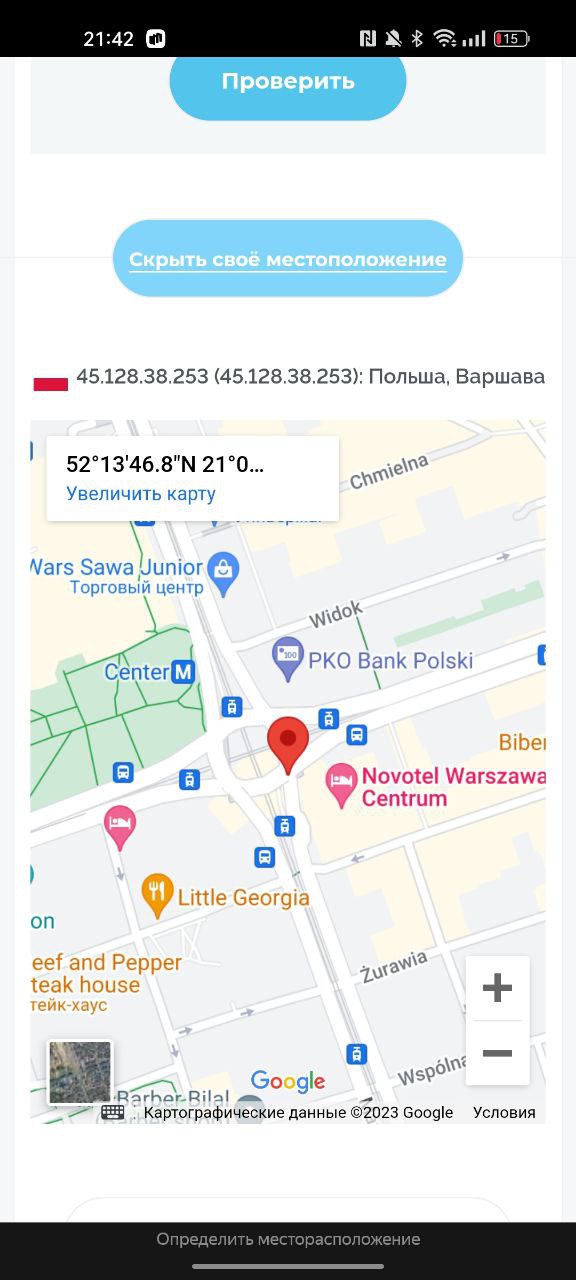 21:42
15
Проверить
Скрыть своё местоположение
45.128.38.253 (45.128.38.253): Польша, Варшава
52°13'46.8"N 21°0...
Увеличить карту
Chmielna
Wars Sawa Junior
Торговый центр
Widok
100
PKO Bank Polski
Center M
Novotel Warszawa
Centrum
Little Georgia
on
eef and Pepper
teak house
тейк-хаус
Żurawia
Wspólna
Barber Bilal
Google
Картографические данные ©2023 Google
Условия
Определить месторасположение